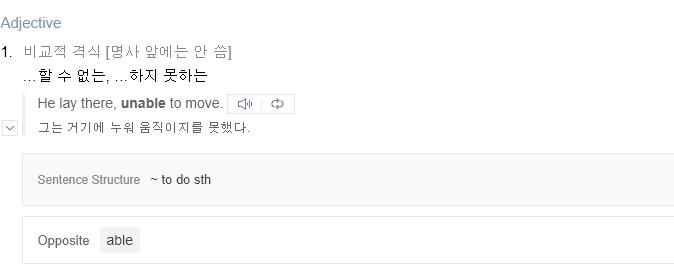 Adjective
1. 비교적 격식 [명사 앞에는 안 씀]
…할 수 없는, …하지 못하는
He lay there, unable to move.
그는 거기에 누워 움직이지를 못했다.
Sentence Structure ~ to do sth
Opposite able